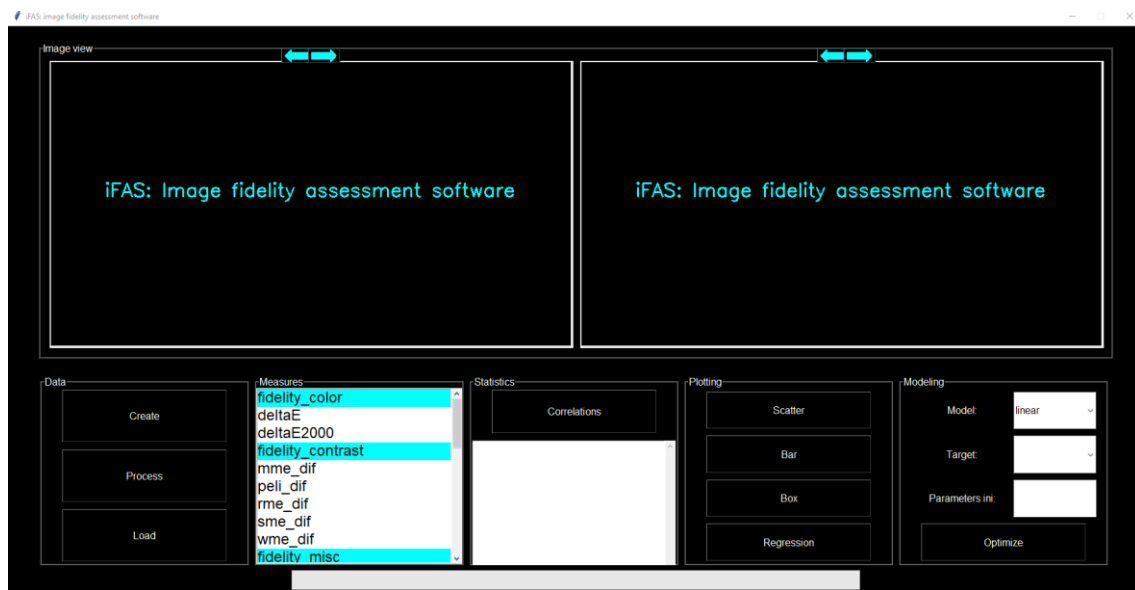 iFAS: image fidelity assessment software
Image view
iFAS: Image fidelity assessment software
iFAS: Image fidelity assessment software
Data
Create
Process
Load
Measures
fidelity_color
deltaE
deltaE2000
fidelity_contrast
mme_dif
peli_dif
rme_dif
sme_dif
wme_dif
fidelity_misc
Statistics
Correlations
Plotting
Scatter
Bar
Box
Regression
Modeling
Model: linear
Target:
Parameters ini:
Optimize